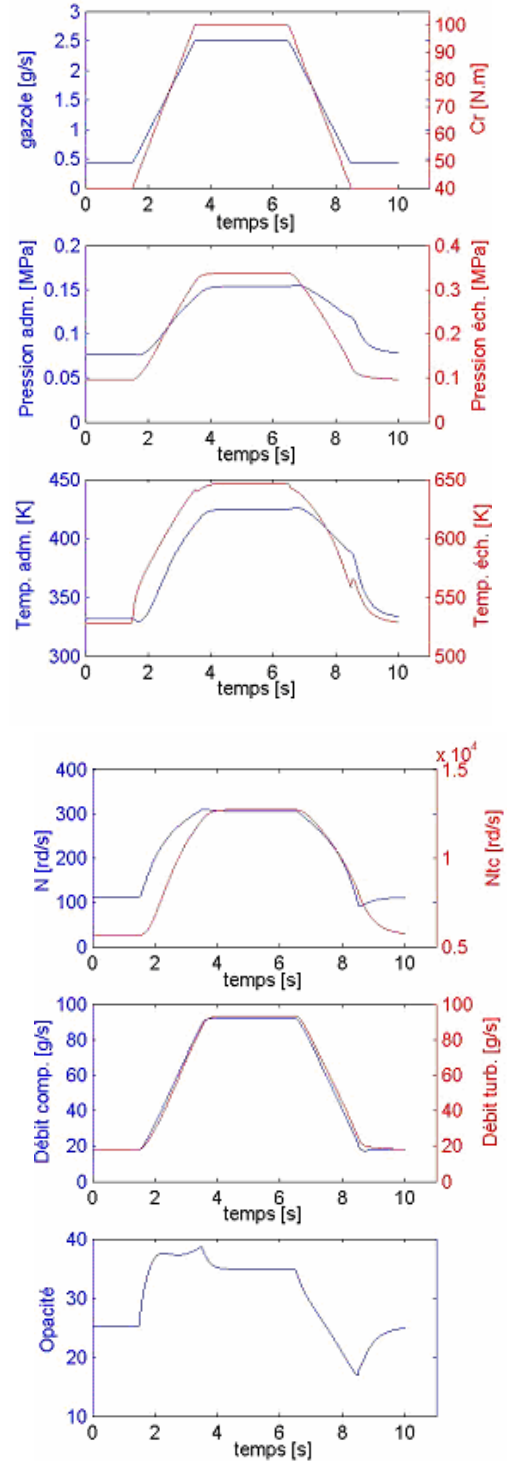 gazole [g/s]
3
2.5
2
1.5
1
0.5
0
0 2 4 6 8 10
temps [s]
100
90
80
70
60
50
40
Cr [N.m]
Pression adm. [MPa]
0.2
0.15
0.1
0.05
0
0 2 4 6 8 10
temps [s]
0.4
0.3
0.2
0.1
0
Pression éch. [MPa]
Temp. adm. [K]
450
400
350
300
0 2 4 6 8 10
temps [s]
650
600
550
500
Temp. éch. [K]
N [rd/s]
400
300
200
100
0
0 2 4 6 8 10
temps [s]
x 10⁴
1.5
1
0.5
Ntc [rd/s]
Débit comp. [g/s]
100
80
60
40
20
0
0 2 4 6 8 10
temps [s]
100
80
60
40
20
0
Débit turb. [g/s]
Opacité
40
35
30
25
20
10
0 2 4 6 8 10
temps [s]